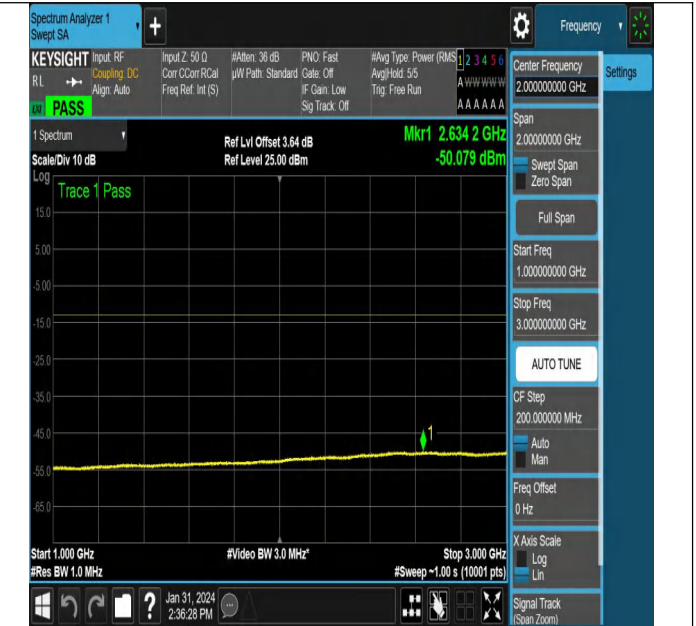 Spectrum Analyzer 1
Swept SA
+
Frequency
KEYSIGHT
RL
LXI
PASS
Input: RF
Coupling: DC
Align: Auto
Input Z: 50 Ω
Corr CCorr RCal
Freq Ref: Int (S)
#Atten: 36 dB
µW Path: Standard
PNO: Fast
Gate: Off
IF Gain: Low
Sig Track: Off
#Avg Type: Power (RMS
Avg|Hold: 5/5
Trig: Free Run
1 2 3 4 5 6
A W W W W W
A A A A A A
Center Frequency
2.000000000 GHz
Settings
1 Spectrum
Scale/Div 10 dB
Log
Ref Lvl Offset 3.64 dB
Ref Level 25.00 dBm
Mkr1 2.634 2 GHz
-50.079 dBm
Trace 1 Pass
15.0
5.00
-5.00
-15.0
-25.0
-35.0
-45.0
-55.0
-65.0
1
Start 1.000 GHz
#Res BW 1.0 MHz
#Video BW 3.0 MHz*
Stop 3.000 GHz
#Sweep ~1.00 s (10001 pts)
Span
2.00000000 GHz
Swept Span
Zero Span
Full Span
Start Freq
1.000000000 GHz
Stop Freq
3.000000000 GHz
AUTO TUNE
CF Step
200.000000 MHz
Auto
Man
Freq Offset
0 Hz
X Axis Scale
Log
Lin
Signal Track
(Span Zoom)
?
Jan 31, 2024
2:36:28 PM